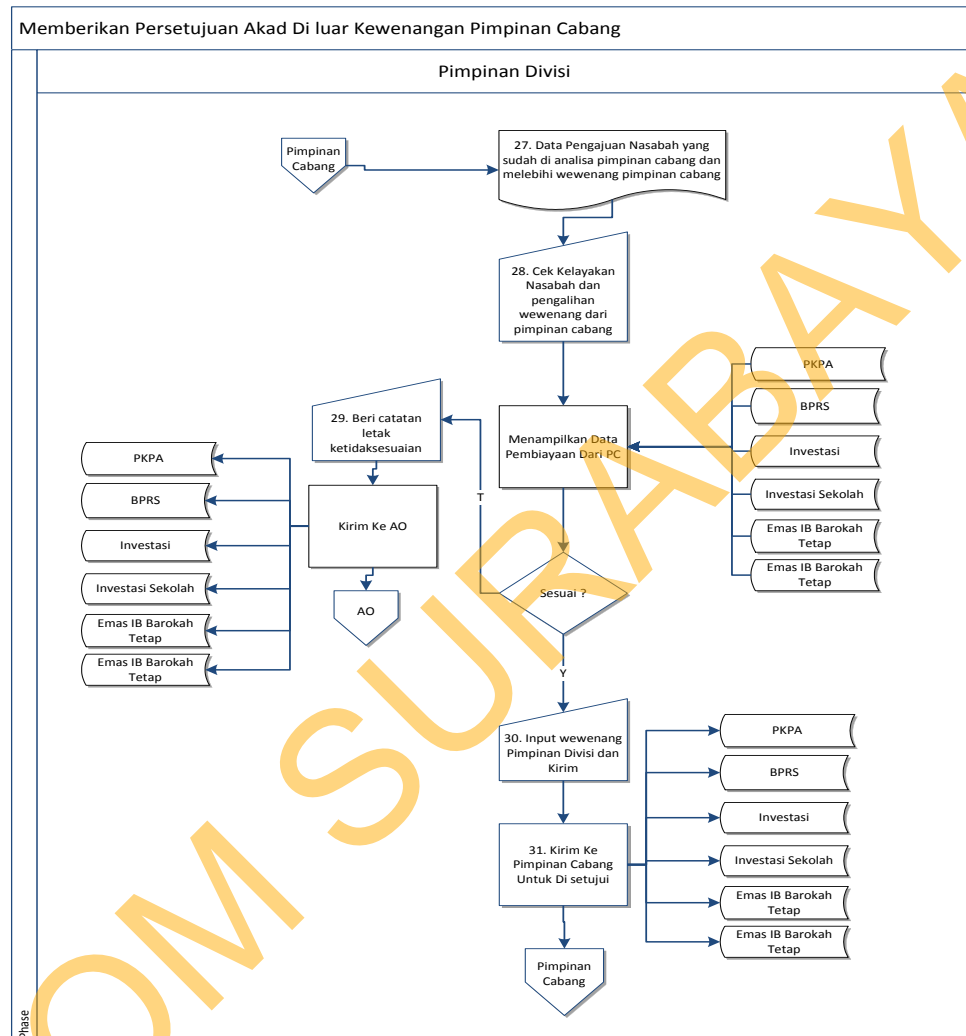 Memberikan Persetujuan Akad Di luar Kewenangan Pimpinan Cabang
Pimpinan Divisi
Pimpinan
Cabang
27. Data Pengajuan Nasabah yang
sudah di analisa pimpinan cabang dan
melebihi wewenang pimpinan cabang
28. Cek Kelayakan
Nasabah dan
pengalihan
wewenang dari
pimpinan cabang
PKPA
BPRS
Investasi
Investasi Sekolah
Emas IB Barokah
Tetap
Emas IB Barokah
Tetap
Menampilkan Data
Pembiayaan Dari PC
29. Beri catatan
letak
ketidaksesuaian
T
Kirim Ke AO
PKPA
BPRS
Investasi
Investasi Sekolah
Emas IB Barokah
Tetap
Emas IB Barokah
Tetap
AO
Sesuai ?
Y
30. Input wewenang
Pimpinan Divisi dan
Kirim
31. Kirim Ke
Pimpinan Cabang
Untuk Di setujui
PKPA
BPRS
Investasi
Investasi Sekolah
Emas IB Barokah
Tetap
Emas IB Barokah
Tetap
Pimpinan
Cabang
Phase
OM SURABAYA